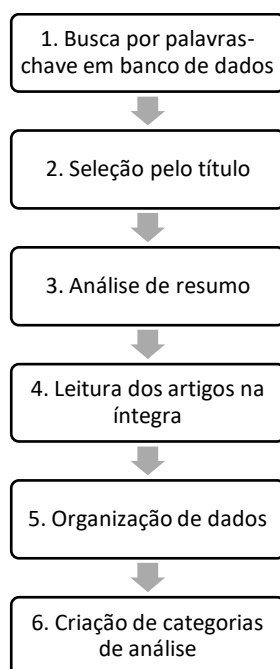 1. Busca por palavras-
chave em banco de dados
2. Seleção pelo título
3. Análise de resumo
4. Leitura dos artigos na
íntegra
5. Organização de dados
6. Criação de categorias
de análise